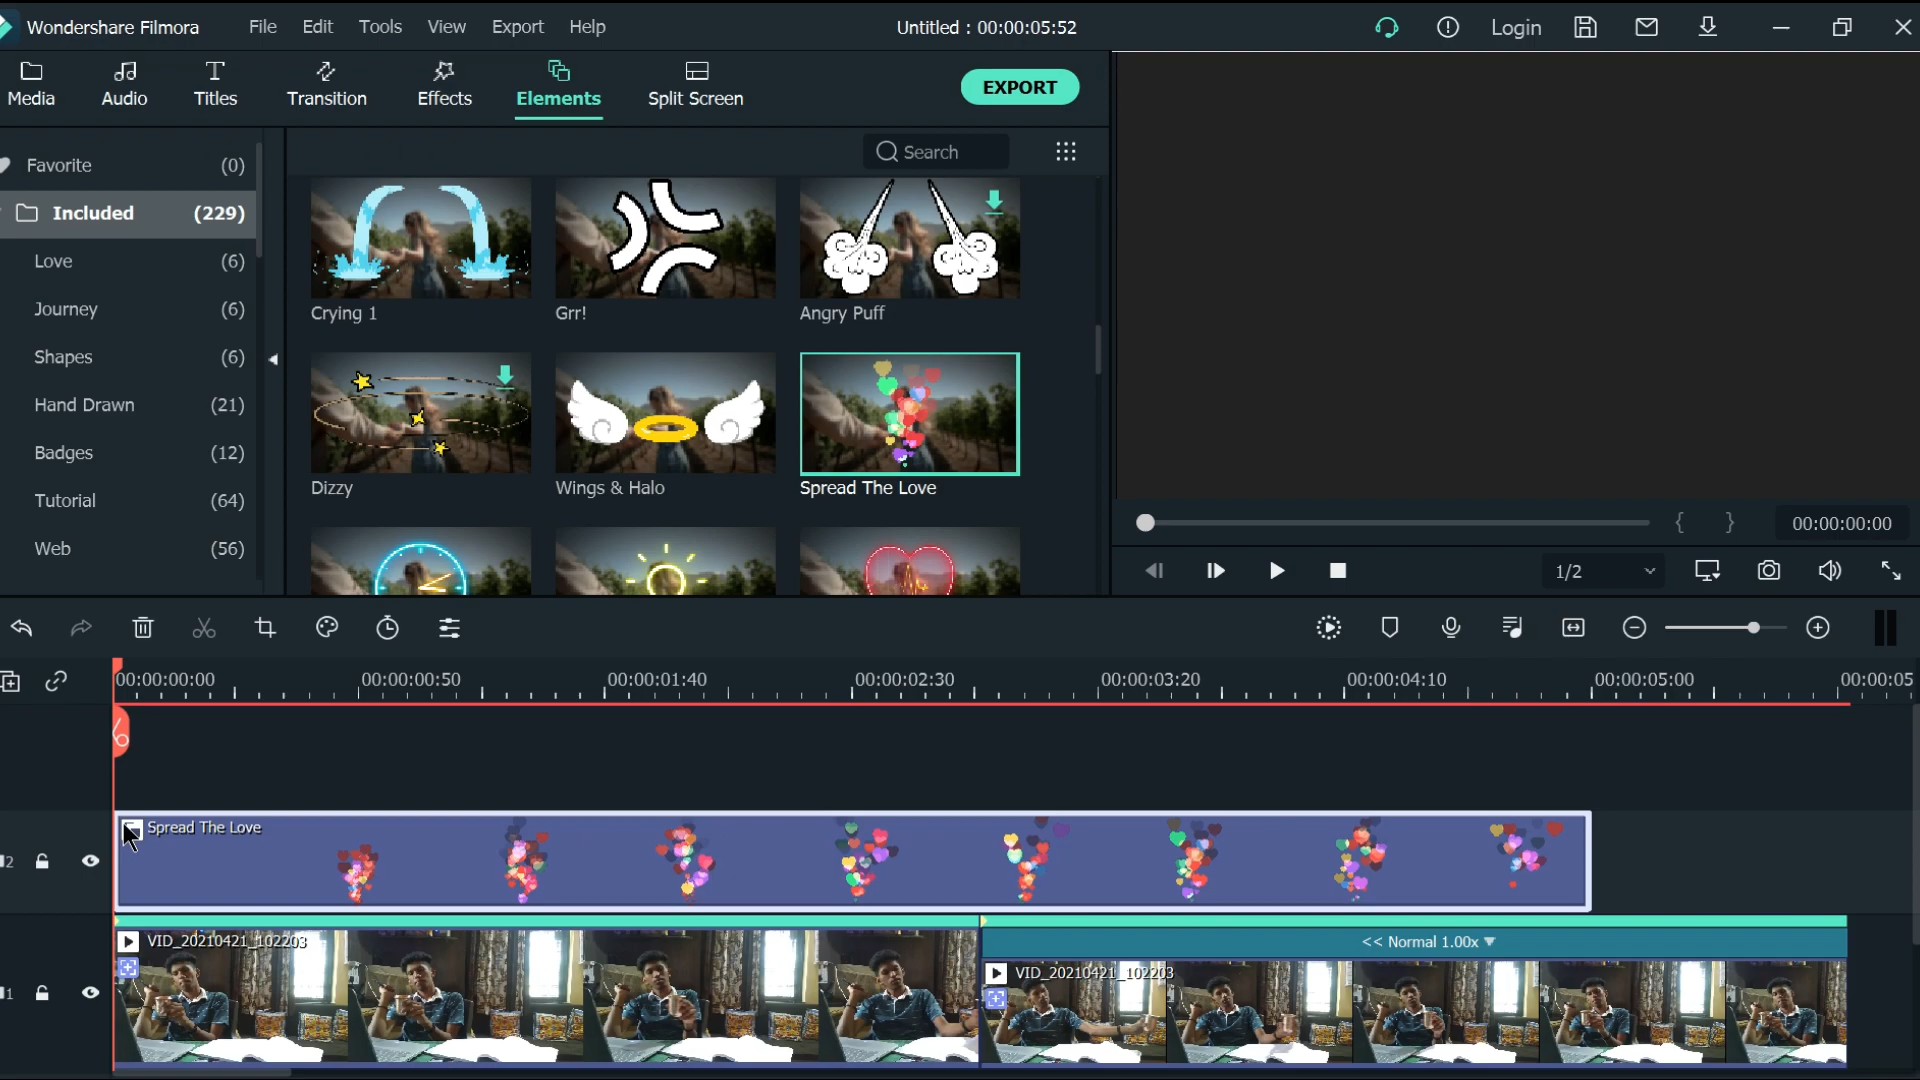 Wondershare Filmora
File
Edit
Tools
View
Export
Help
Untitled : 00:00:05:52
Login
Media
Audio
Titles
Transition
Effects
Elements
Split Screen
EXPORT
Favorite (0)
Included (229)
Love (6)
Journey (6)
Shapes (6)
Hand Drawn (21)
Badges (12)
Tutorial (64)
Web (56)
Search
Crying 1
Grr!
Angry Puff
Dizzy
Wings & Halo
Spread The Love
{ }
00:00:00:00
1/2
00:00:00:00
00:00:00:50
00:00:01:40
00:00:02:30
00:00:03:20
00:00:04:10
00:00:05:00
00:00:05
2
Spread The Love
1
VID_20210421_102203
<< Normal 1.00x
VID_20210421_102203